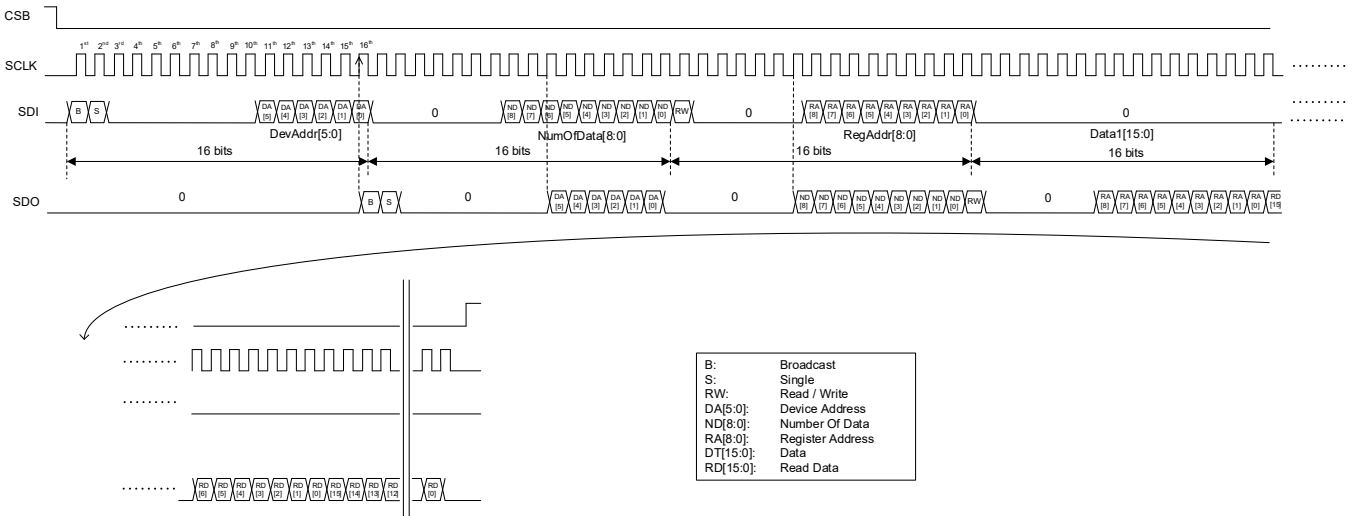 CSB
1st 2nd 3rd 4th 5th 6th 7th 8th 9th 10th 11th 12th 13th 14th 15th 16th
SCLK
SDI B S DA [5] DA [4] DA [3] DA [2] DA [1] DA [0] 0 ND [8] ND [7] ND [6] ND [5] ND [4] ND [3] ND [2] ND [1] ND [0] RW 0 RA [8] RA [7] RA [6] RA [5] RA [4] RA [3] RA [2] RA [1] RA [0] 0
DevAddr[5:0] NumOfData[8:0] RegAddr[8:0] Data1[15:0]
16 bits 16 bits 16 bits 16 bits
SDO 0 B S 0 DA [5] DA [4] DA [3] DA [2] DA [1] DA [0] 0 ND [8] ND [7] ND [6] ND [5] ND [4] ND [3] ND [2] ND [1] ND [0] RW 0 RA [8] RA [7] RA [6] RA [5] RA [4] RA [3] RA [2] RA [1] RA [0] RD [15]
B: Broadcast
S: Single
RW: Read / Write
DA[5:0]: Device Address
ND[8:0]: Number Of Data
RA[8:0]: Register Address
DT[15:0]: Data
RD[15:0]: Read Data
RD [6] RD [5] RD [4] RD [3] RD [2] RD [1] RD [0] RD [15] RD [14] RD [13] RD [12] RD [0]